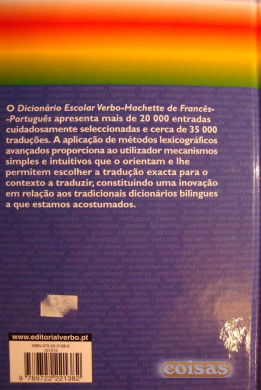 O Dicionário Escolar Verbo-Hachette de Francês-
-Português apresenta mais de 20 000 entradas
cuidadosamente seleccionadas e cerca de 35 000
traduções. A aplicação de métodos lexicográficos
avançados proporciona ao utilizador mecanismos
simples e intuitivos que o orientam e lhe
permitem escolher a tradução exacta para o
contexto a traduzir, constituindo uma inovação
em relação aos tradicionais dicionários bilingues
a que estamos acostumados.
www.editorialverbo.pt
9 789722 221382
coisas